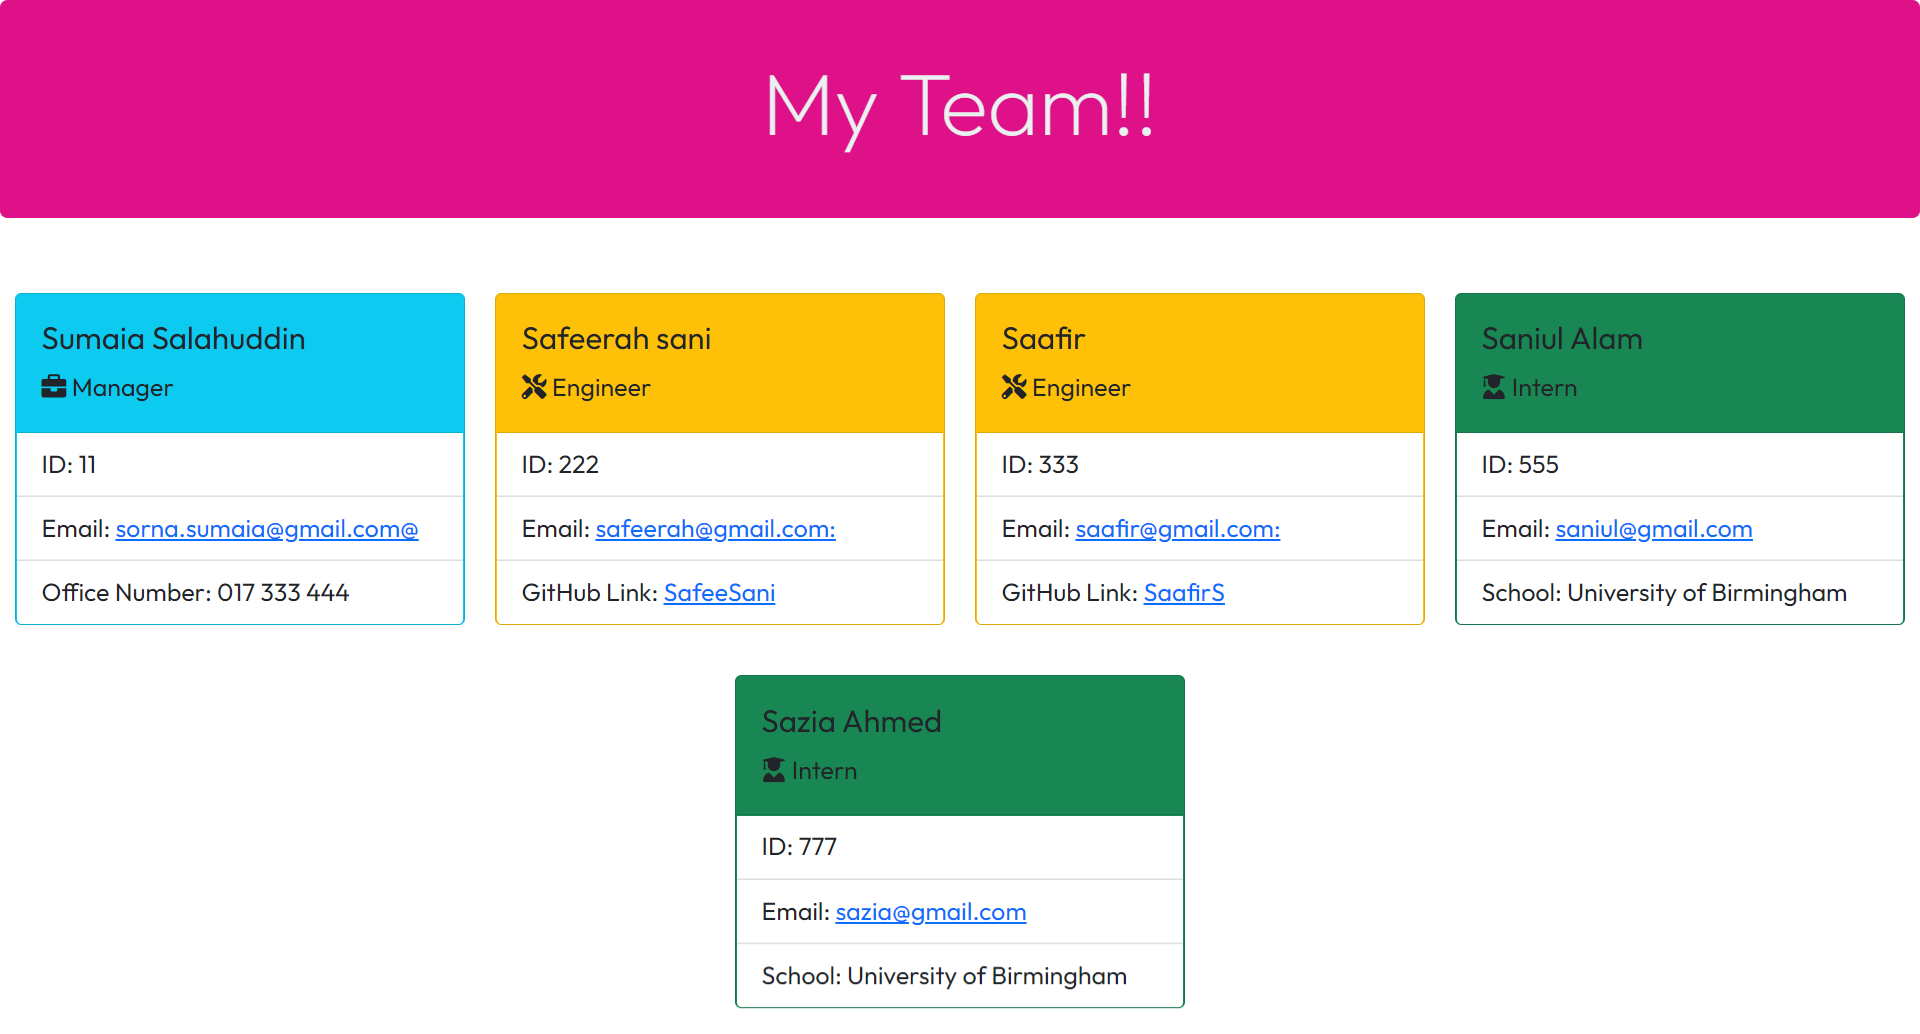 My Team!!
Sumaia Salahuddin
Manager
ID: 11
Email: sorna.sumaia@gmail.com@
Office Number: 017 333 444
Safeerah sani
Engineer
ID: 222
Email: safeerah@gmail.com:
GitHub Link: SafeeSani
Saafir
Engineer
ID: 333
Email: saafir@gmail.com:
GitHub Link: SaafirS
Saniul Alam
Intern
ID: 555
Email: saniul@gmail.com
School: University of Birmingham
Sazia Ahmed
Intern
ID: 777
Email: sazia@gmail.com
School: University of Birmingham